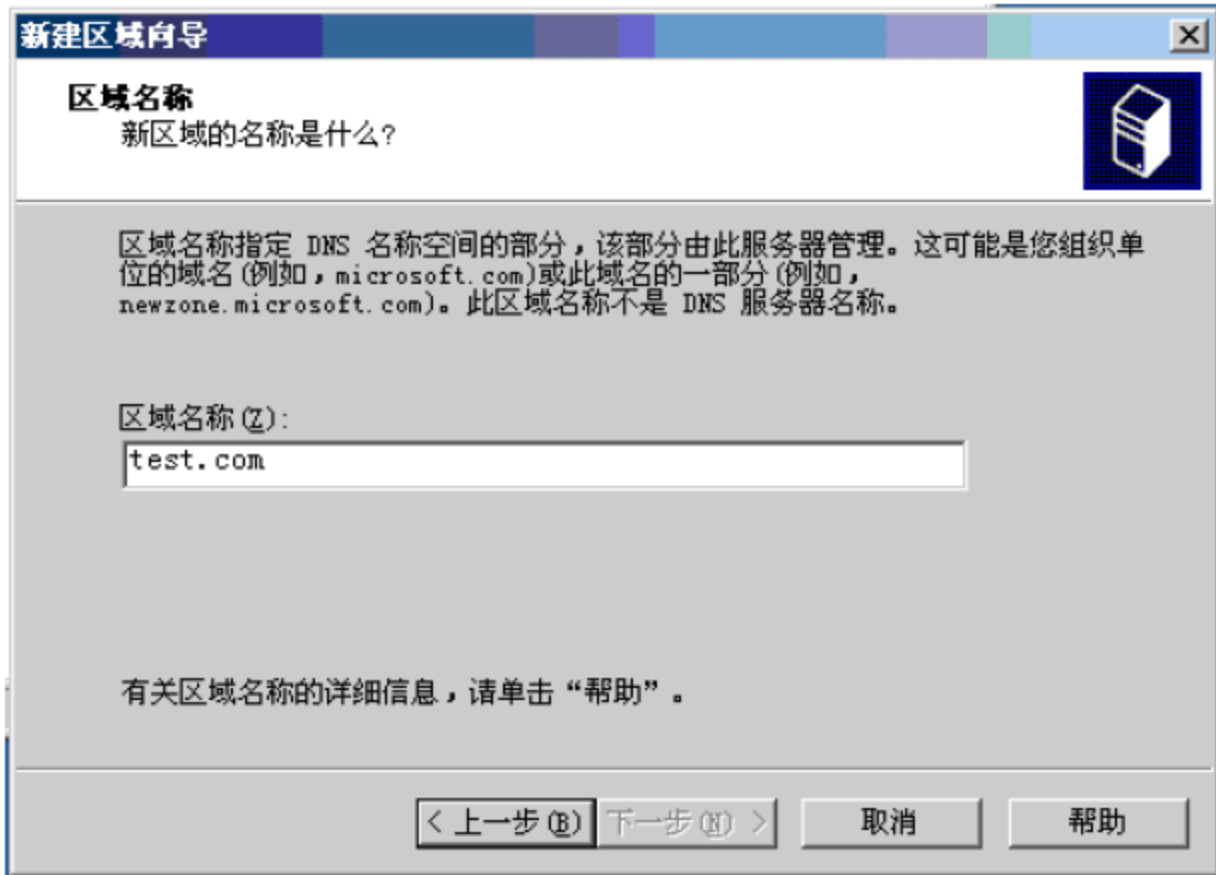 新建区域向导
区域名称
新区域的名称是什么?
区域名称指定 DNS 名称空间的部分，该部分由此服务器管理。这可能是您组织单
位的域名(例如，microsoft.com)或此域名的一部分(例如，
newzone.microsoft.com)。此区域名称不是 DNS 服务器名称。
区域名称(Z):
test.com
有关区域名称的详细信息，请单击“帮助”。
< 上一步(B) 下一步(N) > 取消 帮助